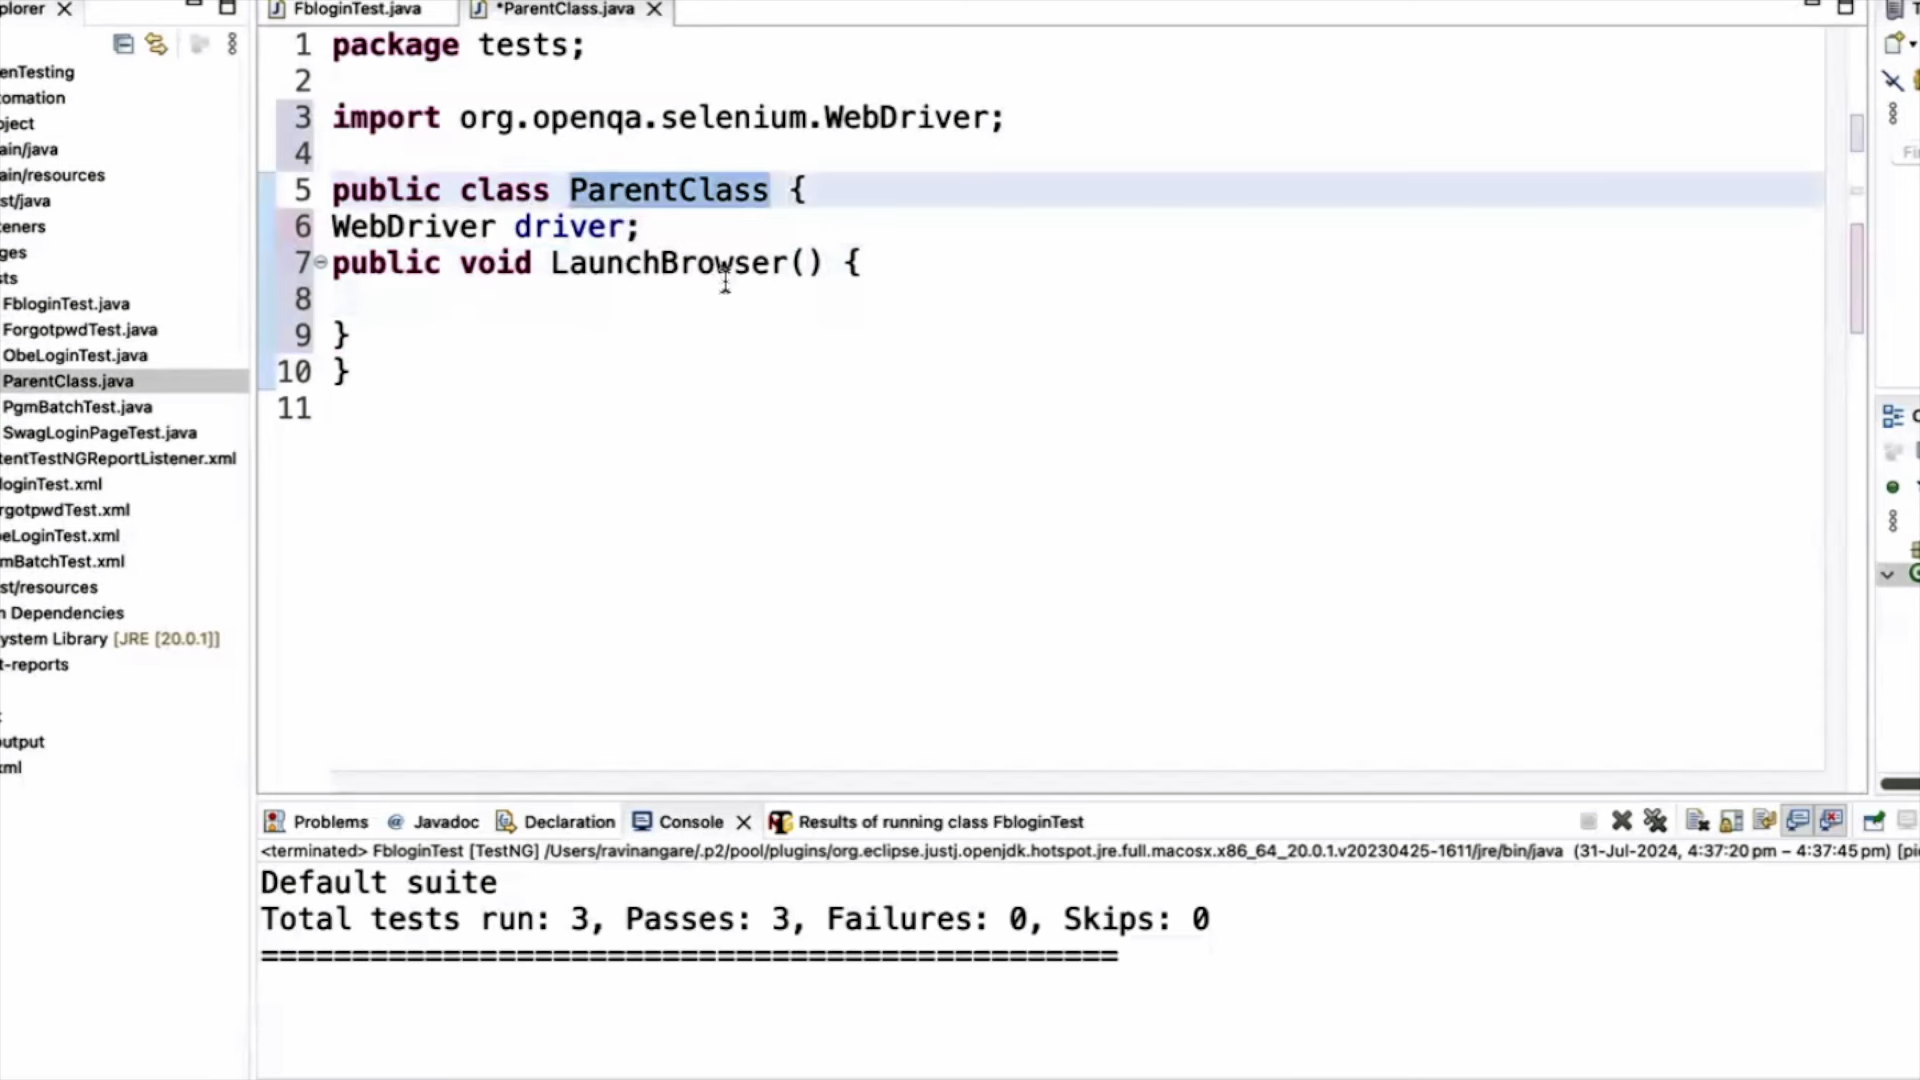 plorer
enTesting
tomation
oject
ain/java
ain/resources
st/java
eners
ges
sts
FbloginTest.java
ForgotpwdTest.java
ObeLoginTest.java
ParentClass.java
PgmBatchTest.java
SwagLoginPageTest.java
tentTestNGReportListener.xml
loginTest.xml
rgotpwdTest.xml
eLoginTest.xml
mBatchTest.xml
st/resources
n Dependencies
ystem Library [JRE [20.0.1]]
t-reports
output
xml
FbloginTest.java
*ParentClass.java
1 package tests;
2
3 import org.openqa.selenium.WebDriver;
4
5 public class ParentClass {
6 WebDriver driver;
7 public void LaunchBrowser() {
8
9 }
10 }
11
Problems @ Javadoc Declaration Console Results of running class FbloginTest
<terminated> FbloginTest [TestNG] /Users/ravinangare/.p2/pool/plugins/org.eclipse.justj.openjdk.hotspot.jre.full.macosx.x86_64_20.0.1.v20230425-1611/jre/bin/java (31-Jul-2024, 4:37:20 pm – 4:37:45 pm) [pi
Default suite
Total tests run: 3, Passes: 3, Failures: 0, Skips: 0
===============================================